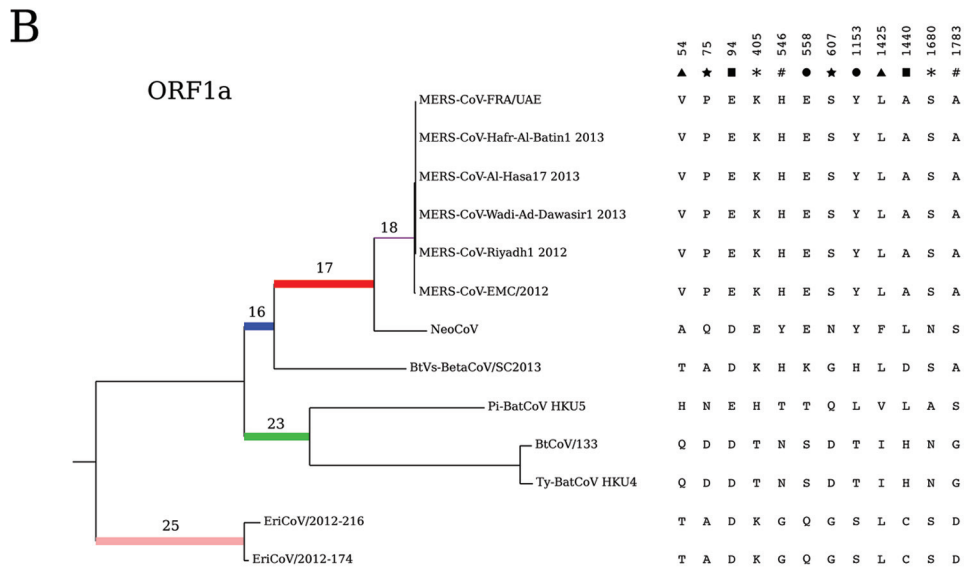 B
ORF1a
54 75 94 405 546 558 607 1153 1425 1440 1680 1783
▲ ★ ■ * # ● ★ ● ▲ ■ * #
MERS-CoV-FRA/UAE V P E K H E S Y L A S A
MERS-CoV-Hafr-Al-Batin1 2013 V P E K H E S Y L A S A
MERS-CoV-Al-Hasa17 2013 V P E K H E S Y L A S A
MERS-CoV-Wadi-Ad-Dawasir1 2013 V P E K H E S Y L A S A
18
MERS-CoV-Riyadh1 2012 V P E K H E S Y L A S A
17
MERS-CoV-EMC/2012 V P E K H E S Y L A S A
16
NeoCoV A Q D E Y E N Y F L N S
BtVs-BetaCoV/SC2013 T A D K H K G H L D S A
Pi-BatCoV HKU5 H N E H T T Q L V L A S
23
BtCoV/133 Q D D T N S D T I H N G
Ty-BatCoV HKU4 Q D D T N S D T I H N G
25
EriCoV/2012-216 T A D K G Q G S L C S D
EriCoV/2012-174 T A D K G Q G S L C S D